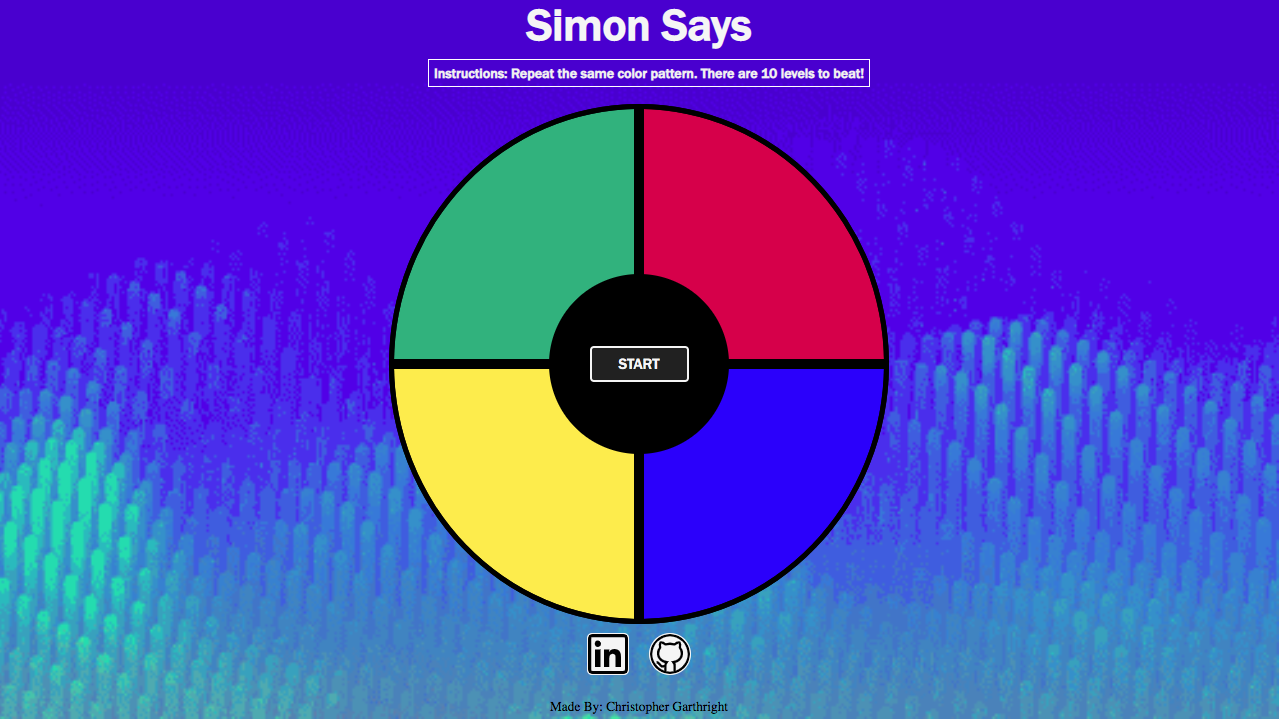 Simon Says
Instructions: Repeat the same color pattern. There are 10 levels to beat!
START
in
Made By: Christopher Garthright